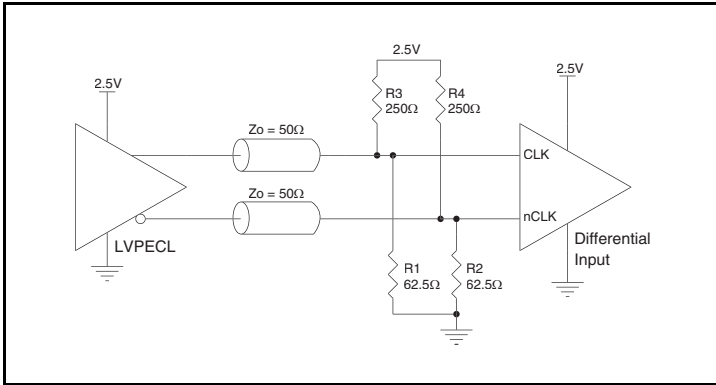 2.5V
2.5V
2.5V
R3
250Ω
R4
250Ω
Zo = 50Ω
CLK
Zo = 50Ω
nCLK
LVPECL
Differential
Input
R1
62.5Ω
R2
62.5Ω